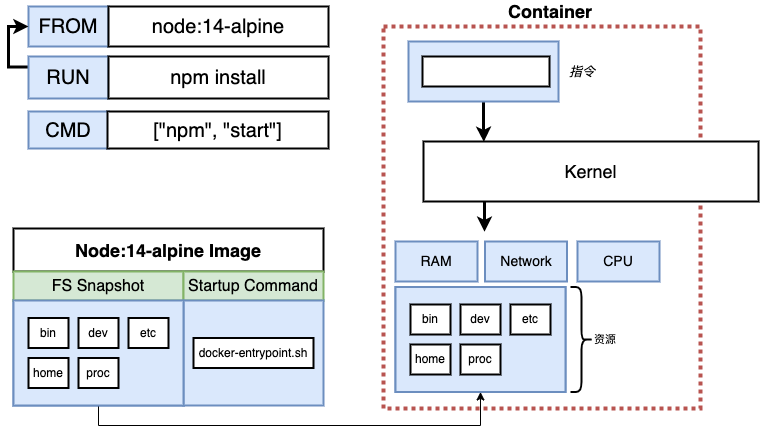 FROM
node:14-alpine
RUN
npm install
CMD
["npm", "start"]
Node:14-alpine Image
FS Snapshot
Startup Command
bin
dev
etc
home
proc
docker-entrypoint.sh
Container
指令
Kernel
RAM
Network
CPU
bin
dev
etc
home
proc
资源